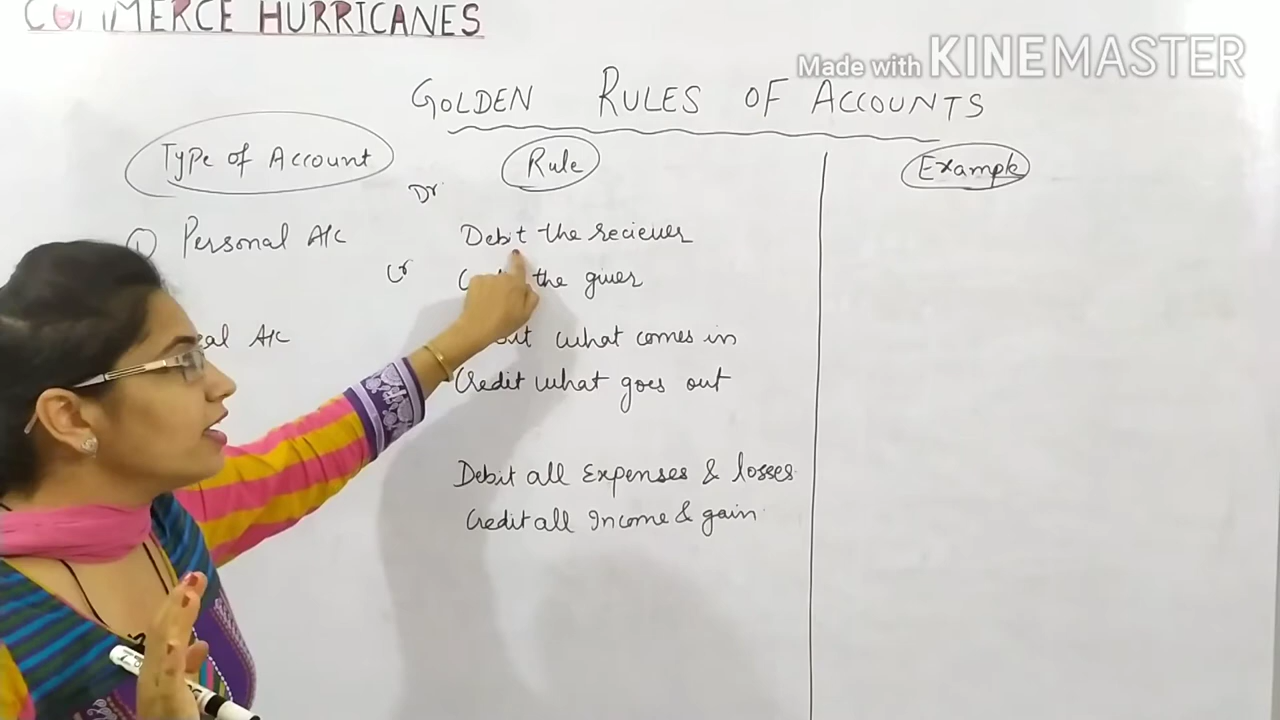 COMMERCE HURRICANES
Made with KINEMASTER
GOLDEN RULES OF ACCOUNTS
Type of Account
Rule
Example
Dr
① Personal A/c
Debit the reciever
Cr
the giver
A/c
what comes in
Credit what goes out
Debit all Expenses & losses
Credit all Income & gain